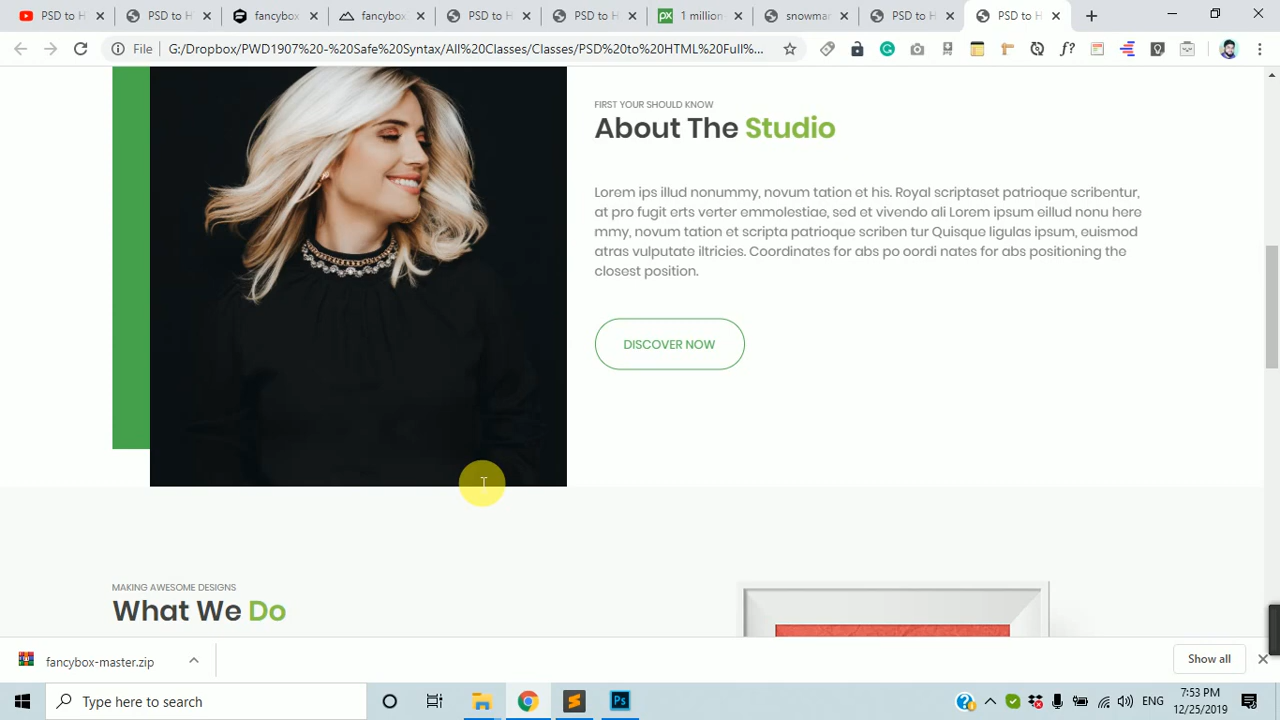 PSD to H
PSD to H
fancybox
fancybox
PSD to H
PSD to H
1 million
snowman
PSD to H
PSD to H
File
G:/Dropbox/PWD1907%20-%20Safe%20Syntax/All%20Classes/Classes/PSD%20to%20HTML%20Full%...
FIRST YOUR SHOULD KNOW
About The Studio
Lorem ips illud nonummy, novum tation et his. Royal scriptaset patrioque scribentur,
at pro fugit erts verter emmolestiae, sed et vivendo ali Lorem ipsum eillud nonu here
mmy, novum tation et scripta patrioque scriben tur Quisque ligulas ipsum, euismod
atras vulputate iltricies. Coordinates for abs po oordi nates for abs positioning the
closest position.
DISCOVER NOW
MAKING AWESOME DESIGNS
What We Do
fancybox-master.zip
Show all
Type here to search
ENG
7:53 PM
12/25/2019